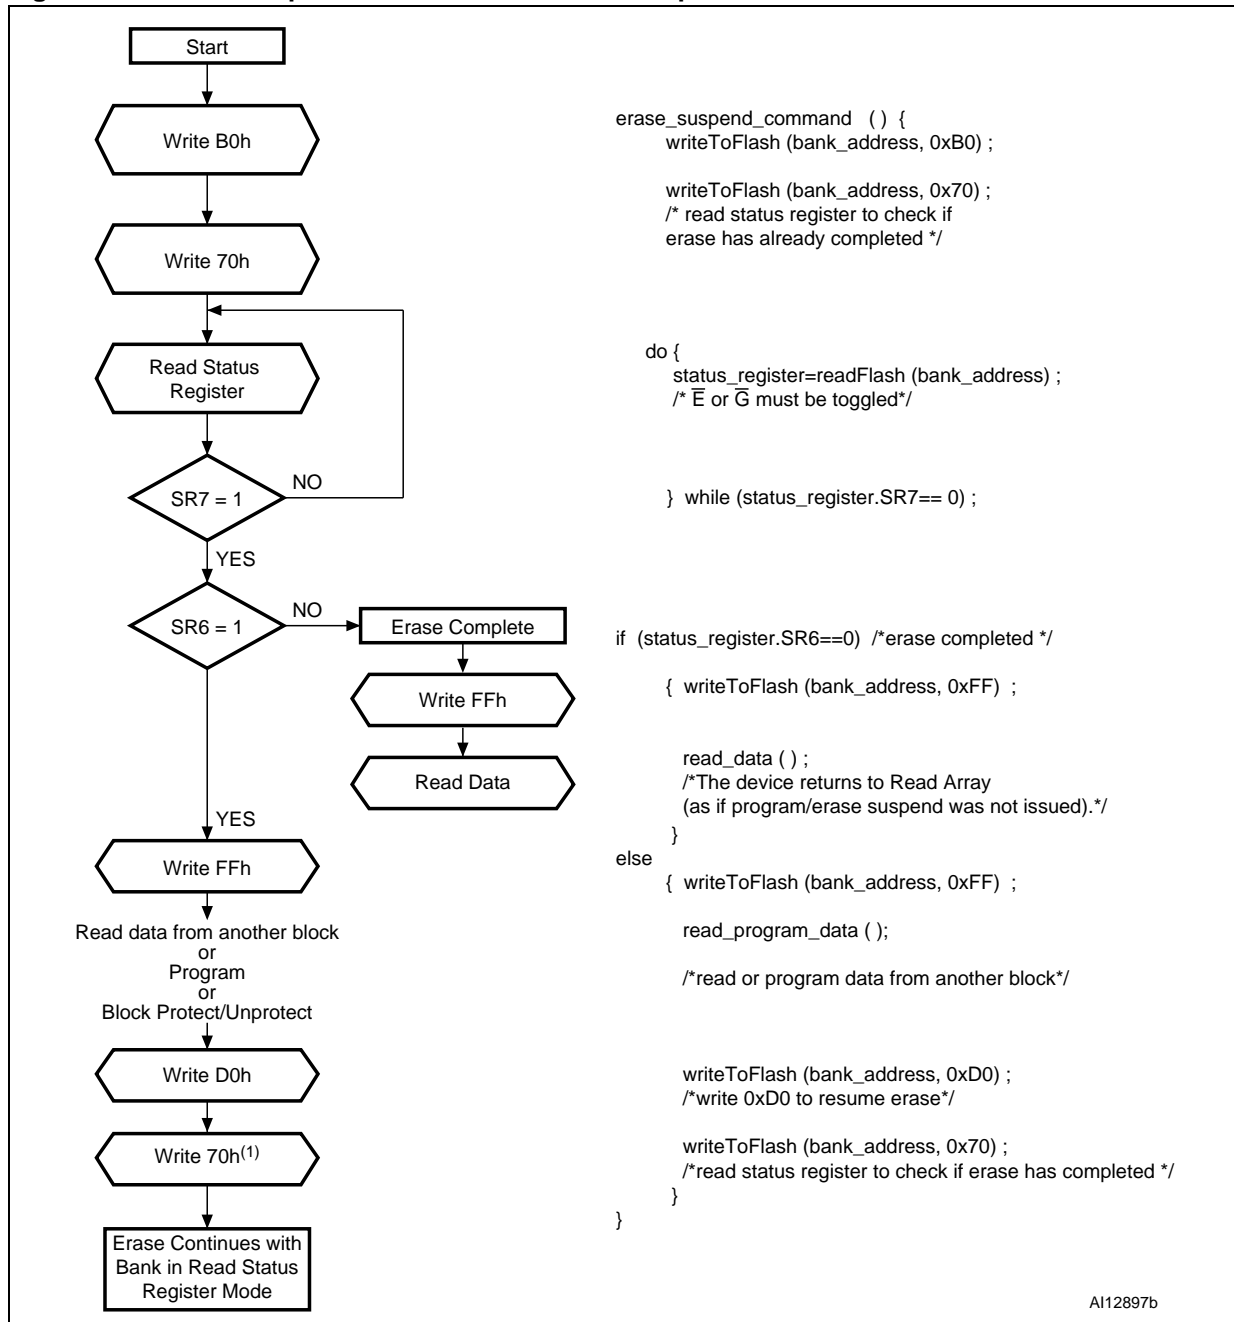 Start
Write B0h
Write 70h
Read Status
Register
SR7 = 1
NO
YES
SR6 = 1
NO
Erase Complete
Write FFh
Read Data
YES
Write FFh
Read data from another block
or
Program
or
Block Protect/Unprotect
Write D0h
Write 70h(1)
Erase Continues with
Bank in Read Status
Register Mode
erase_suspend_command ( ) {
writeToFlash (bank_address, 0xB0) ;
writeToFlash (bank_address, 0x70) ;
/* read status register to check if
erase has already completed */
do {
status_register=readFlash (bank_address) ;
/* E̅ or G̅ must be toggled*/
} while (status_register.SR7== 0) ;
if (status_register.SR6==0) /*erase completed */
{ writeToFlash (bank_address, 0xFF) ;
read_data ( ) ;
/*The device returns to Read Array
(as if program/erase suspend was not issued).*/
}
else
{ writeToFlash (bank_address, 0xFF) ;
read_program_data ( );
/*read or program data from another block*/
writeToFlash (bank_address, 0xD0) ;
/*write 0xD0 to resume erase*/
writeToFlash (bank_address, 0x70) ;
/*read status register to check if erase has completed */
}
}
AI12897b